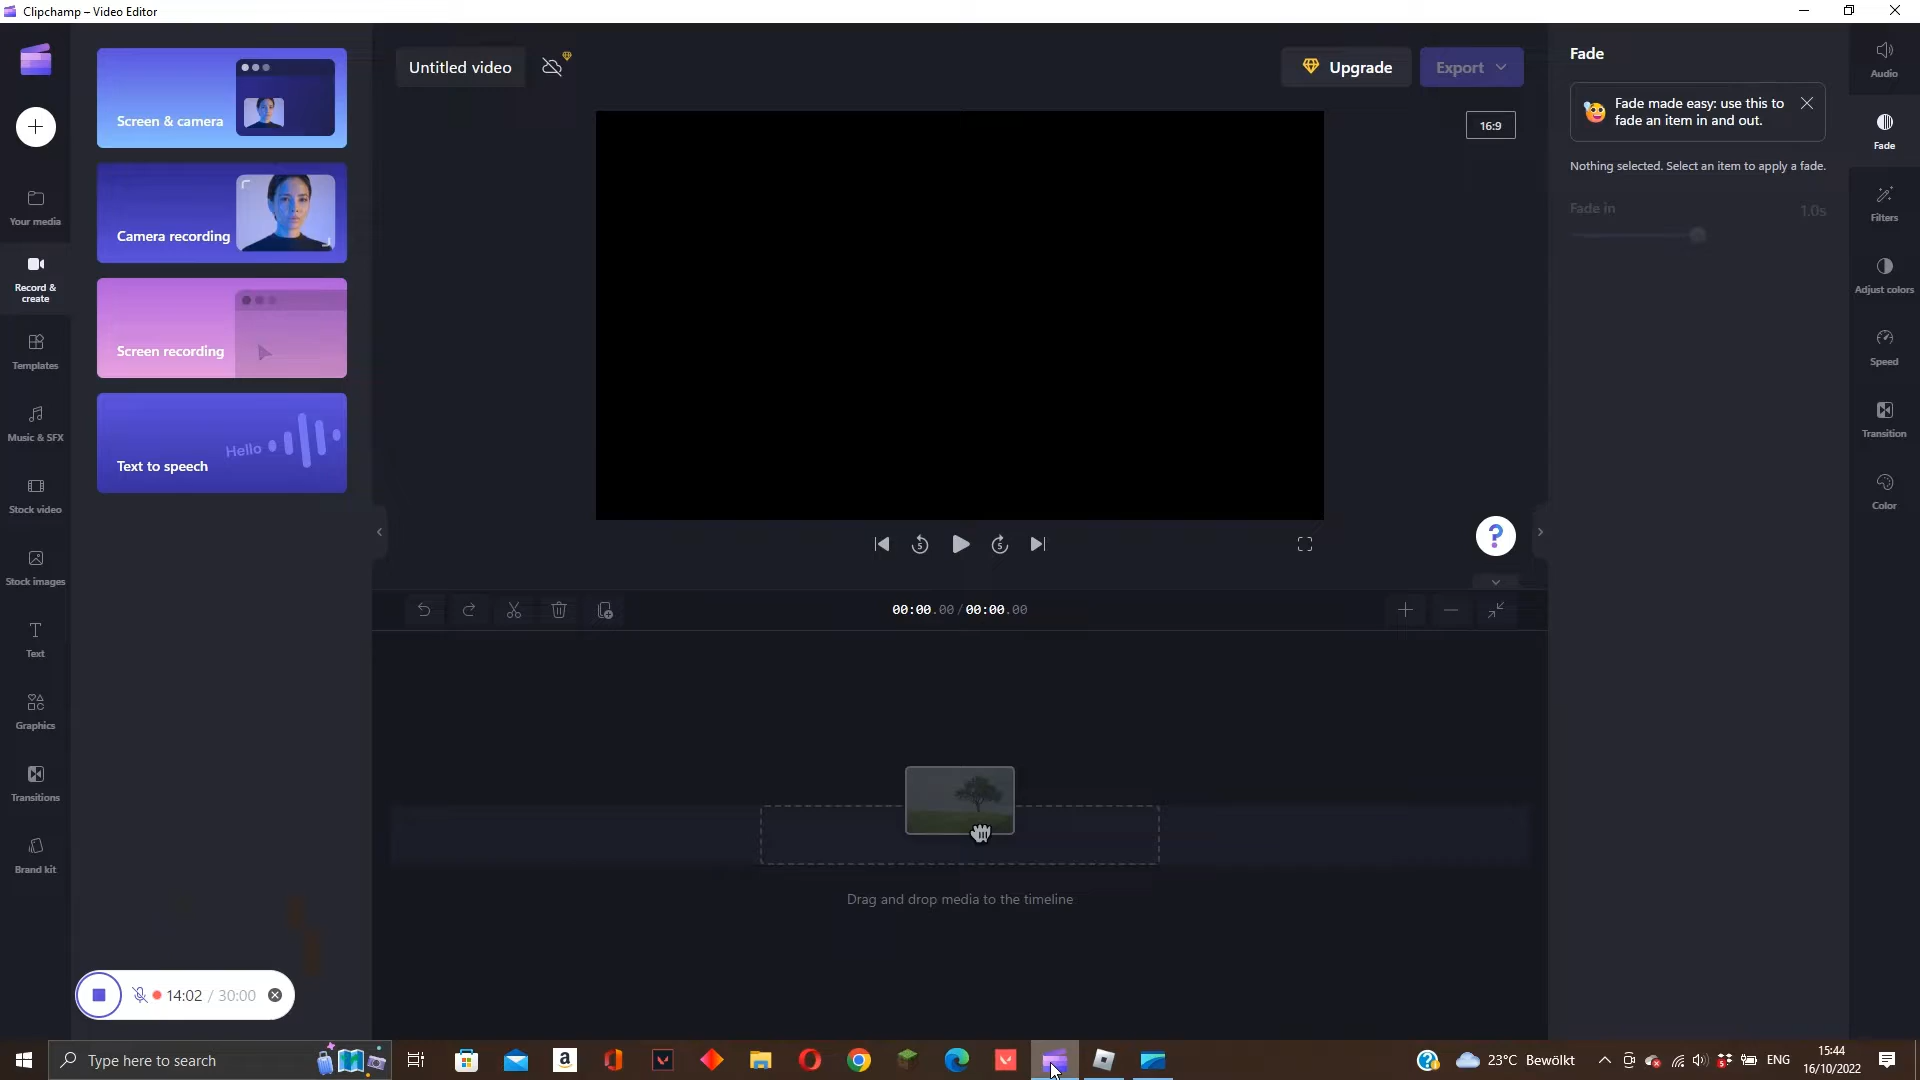 Clipchamp – Video Editor
Your media
Record &
create
Templates
Music & SFX
Stock video
Stock images
Text
Graphics
Transitions
Brand kit
Screen & camera
Camera recording
Screen recording
Text to speech
Hello
Untitled video
Upgrade
Export
16:9
5
5
?
00:00.00 / 00:00.00
Drag and drop media to the timeline
Fade
Fade made easy: use this to
fade an item in and out.
Nothing selected. Select an item to apply a fade.
Fade in
1.0s
Audio
Fade
Filters
Adjust colors
Speed
Transition
Color
14:02 / 30:00
Type here to search
23°C Bewölkt
ENG
15:44
16/10/2022